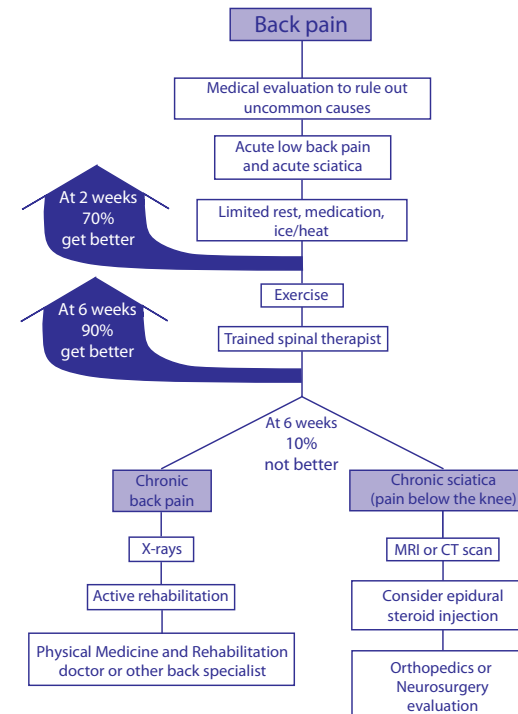 Back pain
Medical evaluation to rule out
uncommon causes
Acute low back pain
and acute sciatica
At 2 weeks
70%
get better
Limited rest, medication,
ice/heat
Exercise
At 6 weeks
90%
get better
Trained spinal therapist
At 6 weeks
10%
not better
Chronic
back pain
X-rays
Active rehabilitation
Physical Medicine and Rehabilitation
doctor or other back specialist
Chronic sciatica
(pain below the knee)
MRI or CT scan
Consider epidural
steroid injection
Orthopedics or
Neurosurgery
evaluation